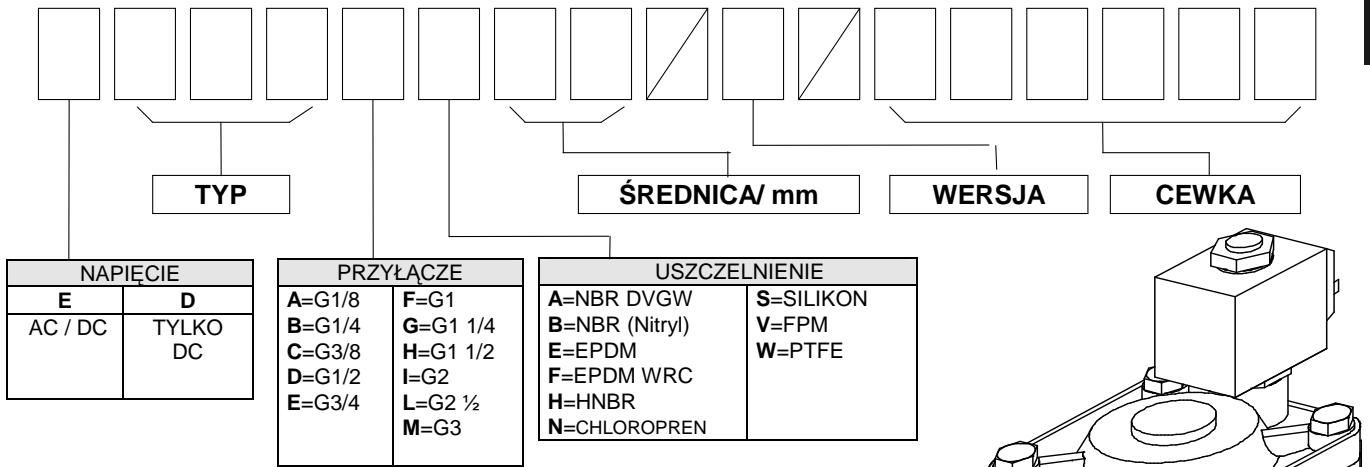 TYP
ŚREDNICA/ mm
WERSJA
CEWKA
NAPIĘCIE
E D
AC / DC TYLKO
DC
PRZYŁĄCZE
A=G1/8 F=G1
B=G1/4 G=G1 1/4
C=G3/8 H=G1 1/2
D=G1/2 I=G2
E=G3/4 L=G2 ½
M=G3
USZCZELNIENIE
A=NBR DVGW S=SILIKON
B=NBR (Nitryl) V=FPM
E=EPDM W=PTFE
F=EPDM WRC
H=HNBR
N=CHLOROPREN